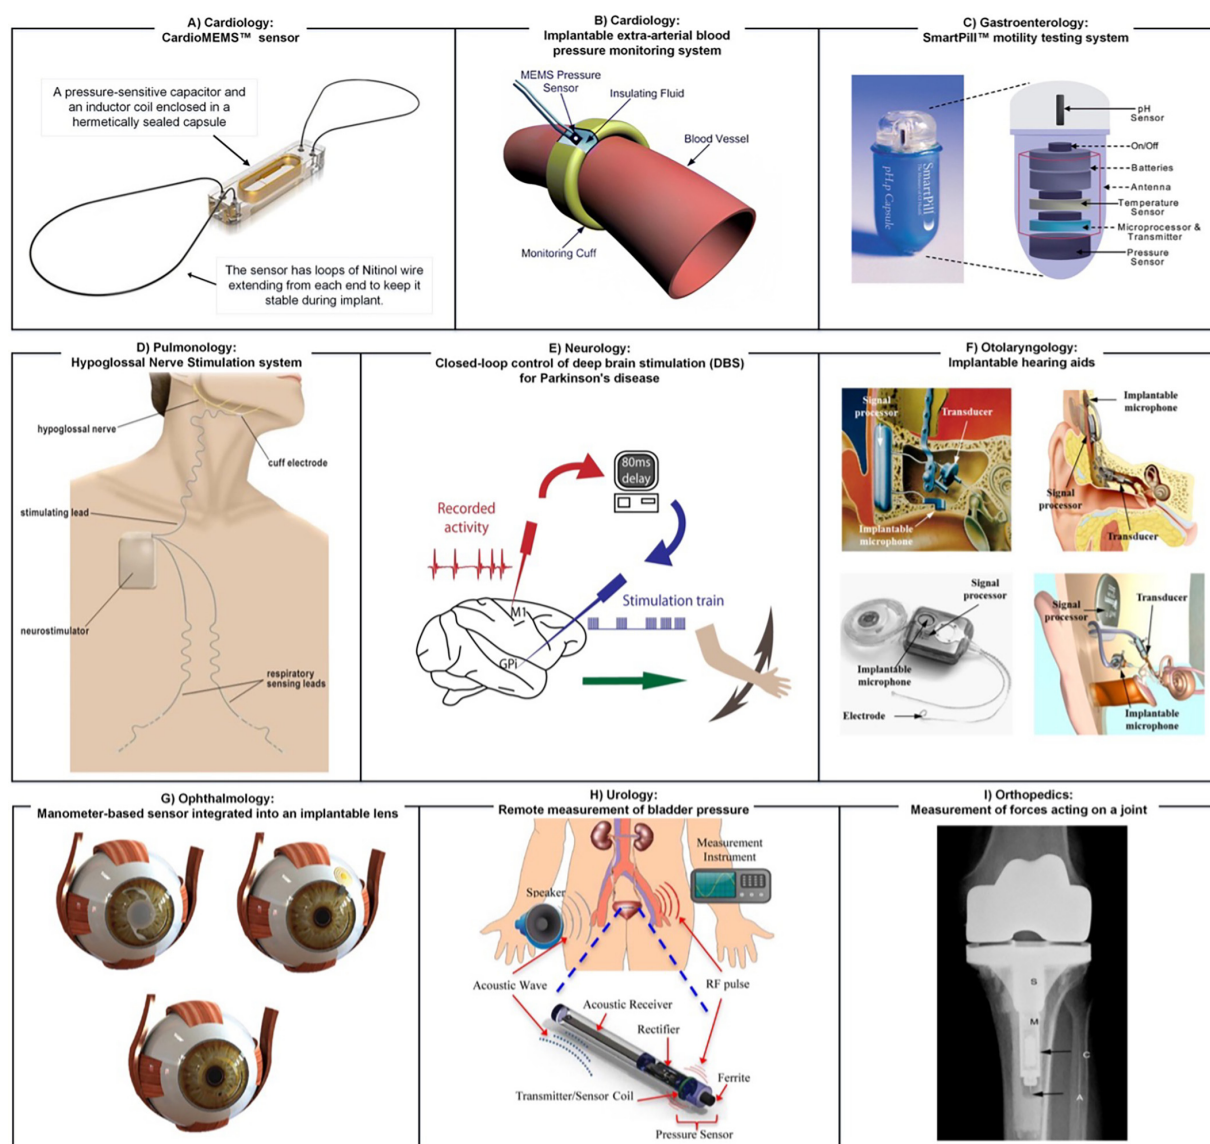 A) Cardiology:
CardioMEMS™ sensor
A pressure-sensitive capacitor and
an inductor coil enclosed in a
hermetically sealed capsule
The sensor has loops of Nitinol wire
extending from each end to keep it
stable during implant.
B) Cardiology:
Implantable extra-arterial blood
pressure monitoring system
MEMS Pressure
Sensor
Insulating Fluid
Blood Vessel
Monitoring Cuff
C) Gastroenterology:
SmartPill™ motility testing system
SmartPill
pH.p Capsule
pH
Sensor
On/Off
Batteries
Antenna
Temperature
Sensor
Microprocessor &
Transmitter
Pressure
Sensor
D) Pulmonology:
Hypoglossal Nerve Stimulation system
hypoglossal nerve
cuff electrode
stimulating lead
neurostimulator
respiratory
sensing leads
E) Neurology:
Closed-loop control of deep brain stimulation (DBS)
for Parkinson's disease
80ms
delay
Recorded
activity
M1
Stimulation train
GPi
F) Otolaryngology:
Implantable hearing aids
Signal
processor
Transducer
Implantable
microphone
Implantable
microphone
Signal
processor
Transducer
Signal
processor
Implantable
microphone
Electrode
Signal
processor
Transducer
Implantable
microphone
G) Ophthalmology:
Manometer-based sensor integrated into an implantable lens
H) Urology:
Remote measurement of bladder pressure
Measurement
Instrument
Speaker
Acoustic Wave
RF pulse
Acoustic Receiver
Rectifier
Ferrite
Transmitter/Sensor Coil
Pressure Sensor
I) Orthopedics:
Measurement of forces acting on a joint
S
M
C
A